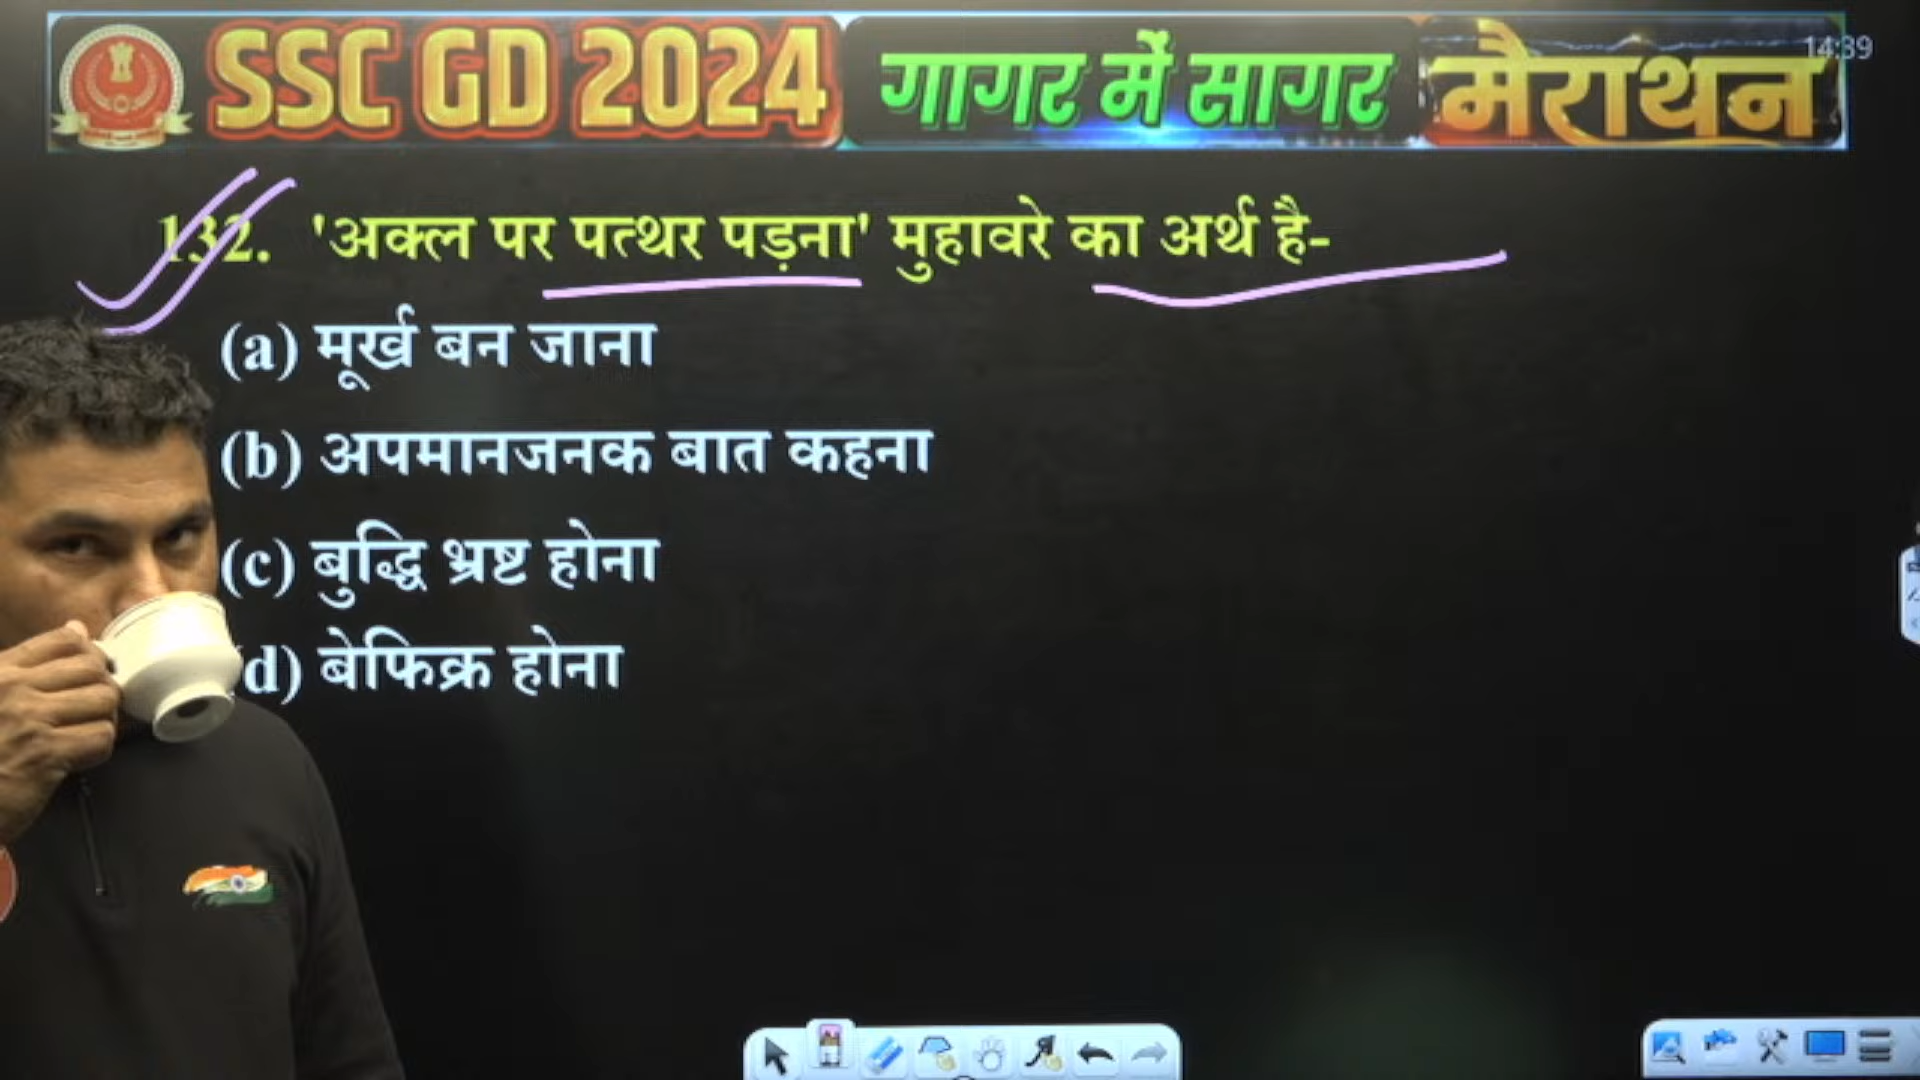 SSC GD 2024 गागर में सागर मैराथन
14:39
132. 'अक्ल पर पत्थर पड़ना' मुहावरे का अर्थ है-
(a) मूर्ख बन जाना
(b) अपमानजनक बात कहना
(c) बुद्धि भ्रष्ट होना
d) बेफिक्र होना